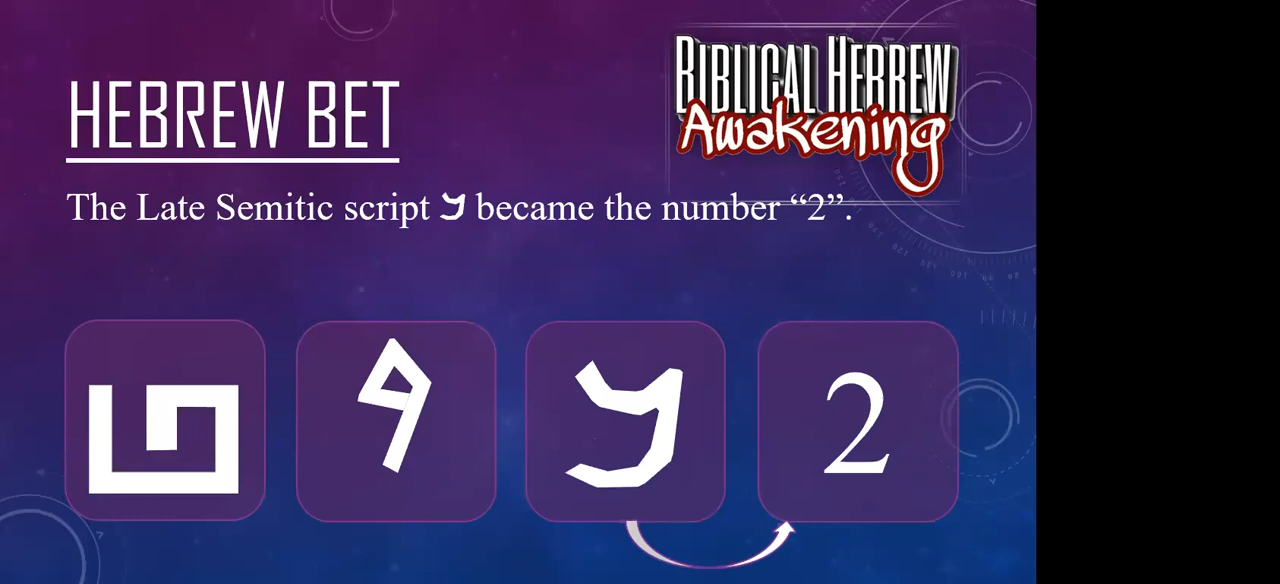 BIBLICAL HEBREW
Awakening
HEBREW BET
The Late Semitic script became the number “2”.
2